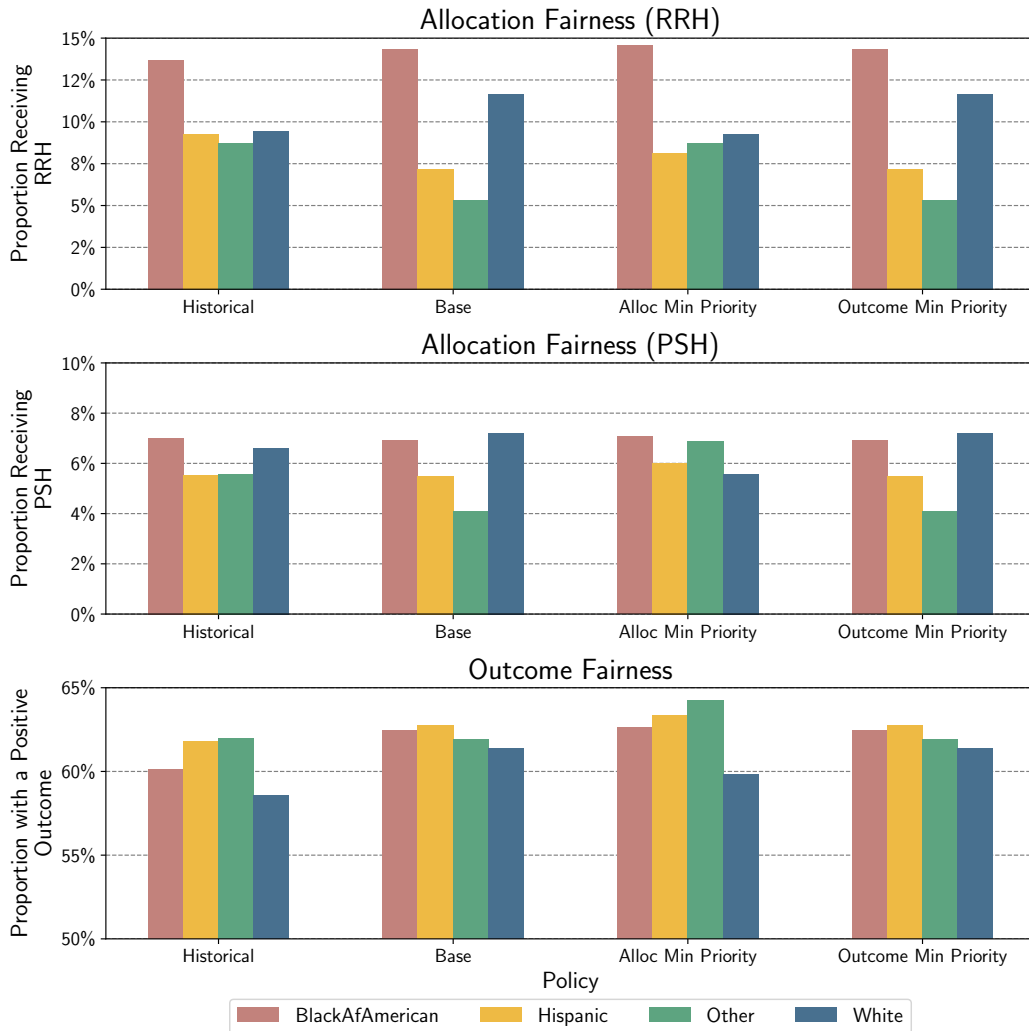 Allocation Fairness (RRH)
Proportion Receiving
RRH
15%
12%
10%
8%
5%
2%
0%
Historical
Base
Alloc Min Priority
Outcome Min Priority
Allocation Fairness (PSH)
Proportion Receiving
PSH
10%
8%
6%
4%
2%
0%
Historical
Base
Alloc Min Priority
Outcome Min Priority
Outcome Fairness
Proportion with a Positive
Outcome
65%
60%
55%
50%
Historical
Base
Alloc Min Priority
Outcome Min Priority
Policy
BlackAfAmerican
Hispanic
Other
White